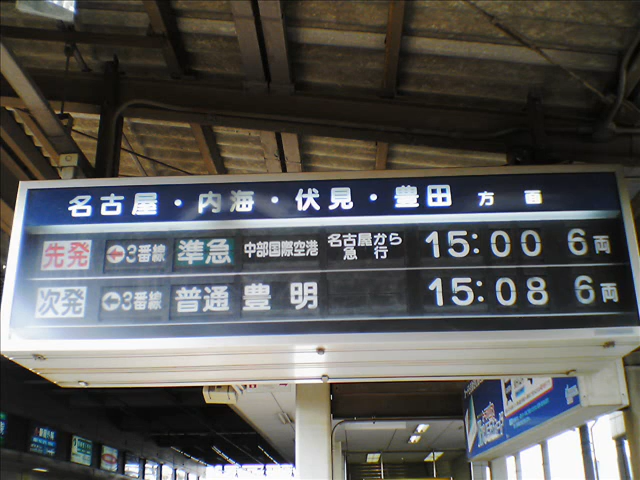 名古屋・内海・伏見・豊田 方面
先発 ←3番線 準急 中部国際空港 名古屋から急行 15:00 6両
次発 ←3番線 普通 豊明 15:08 6両